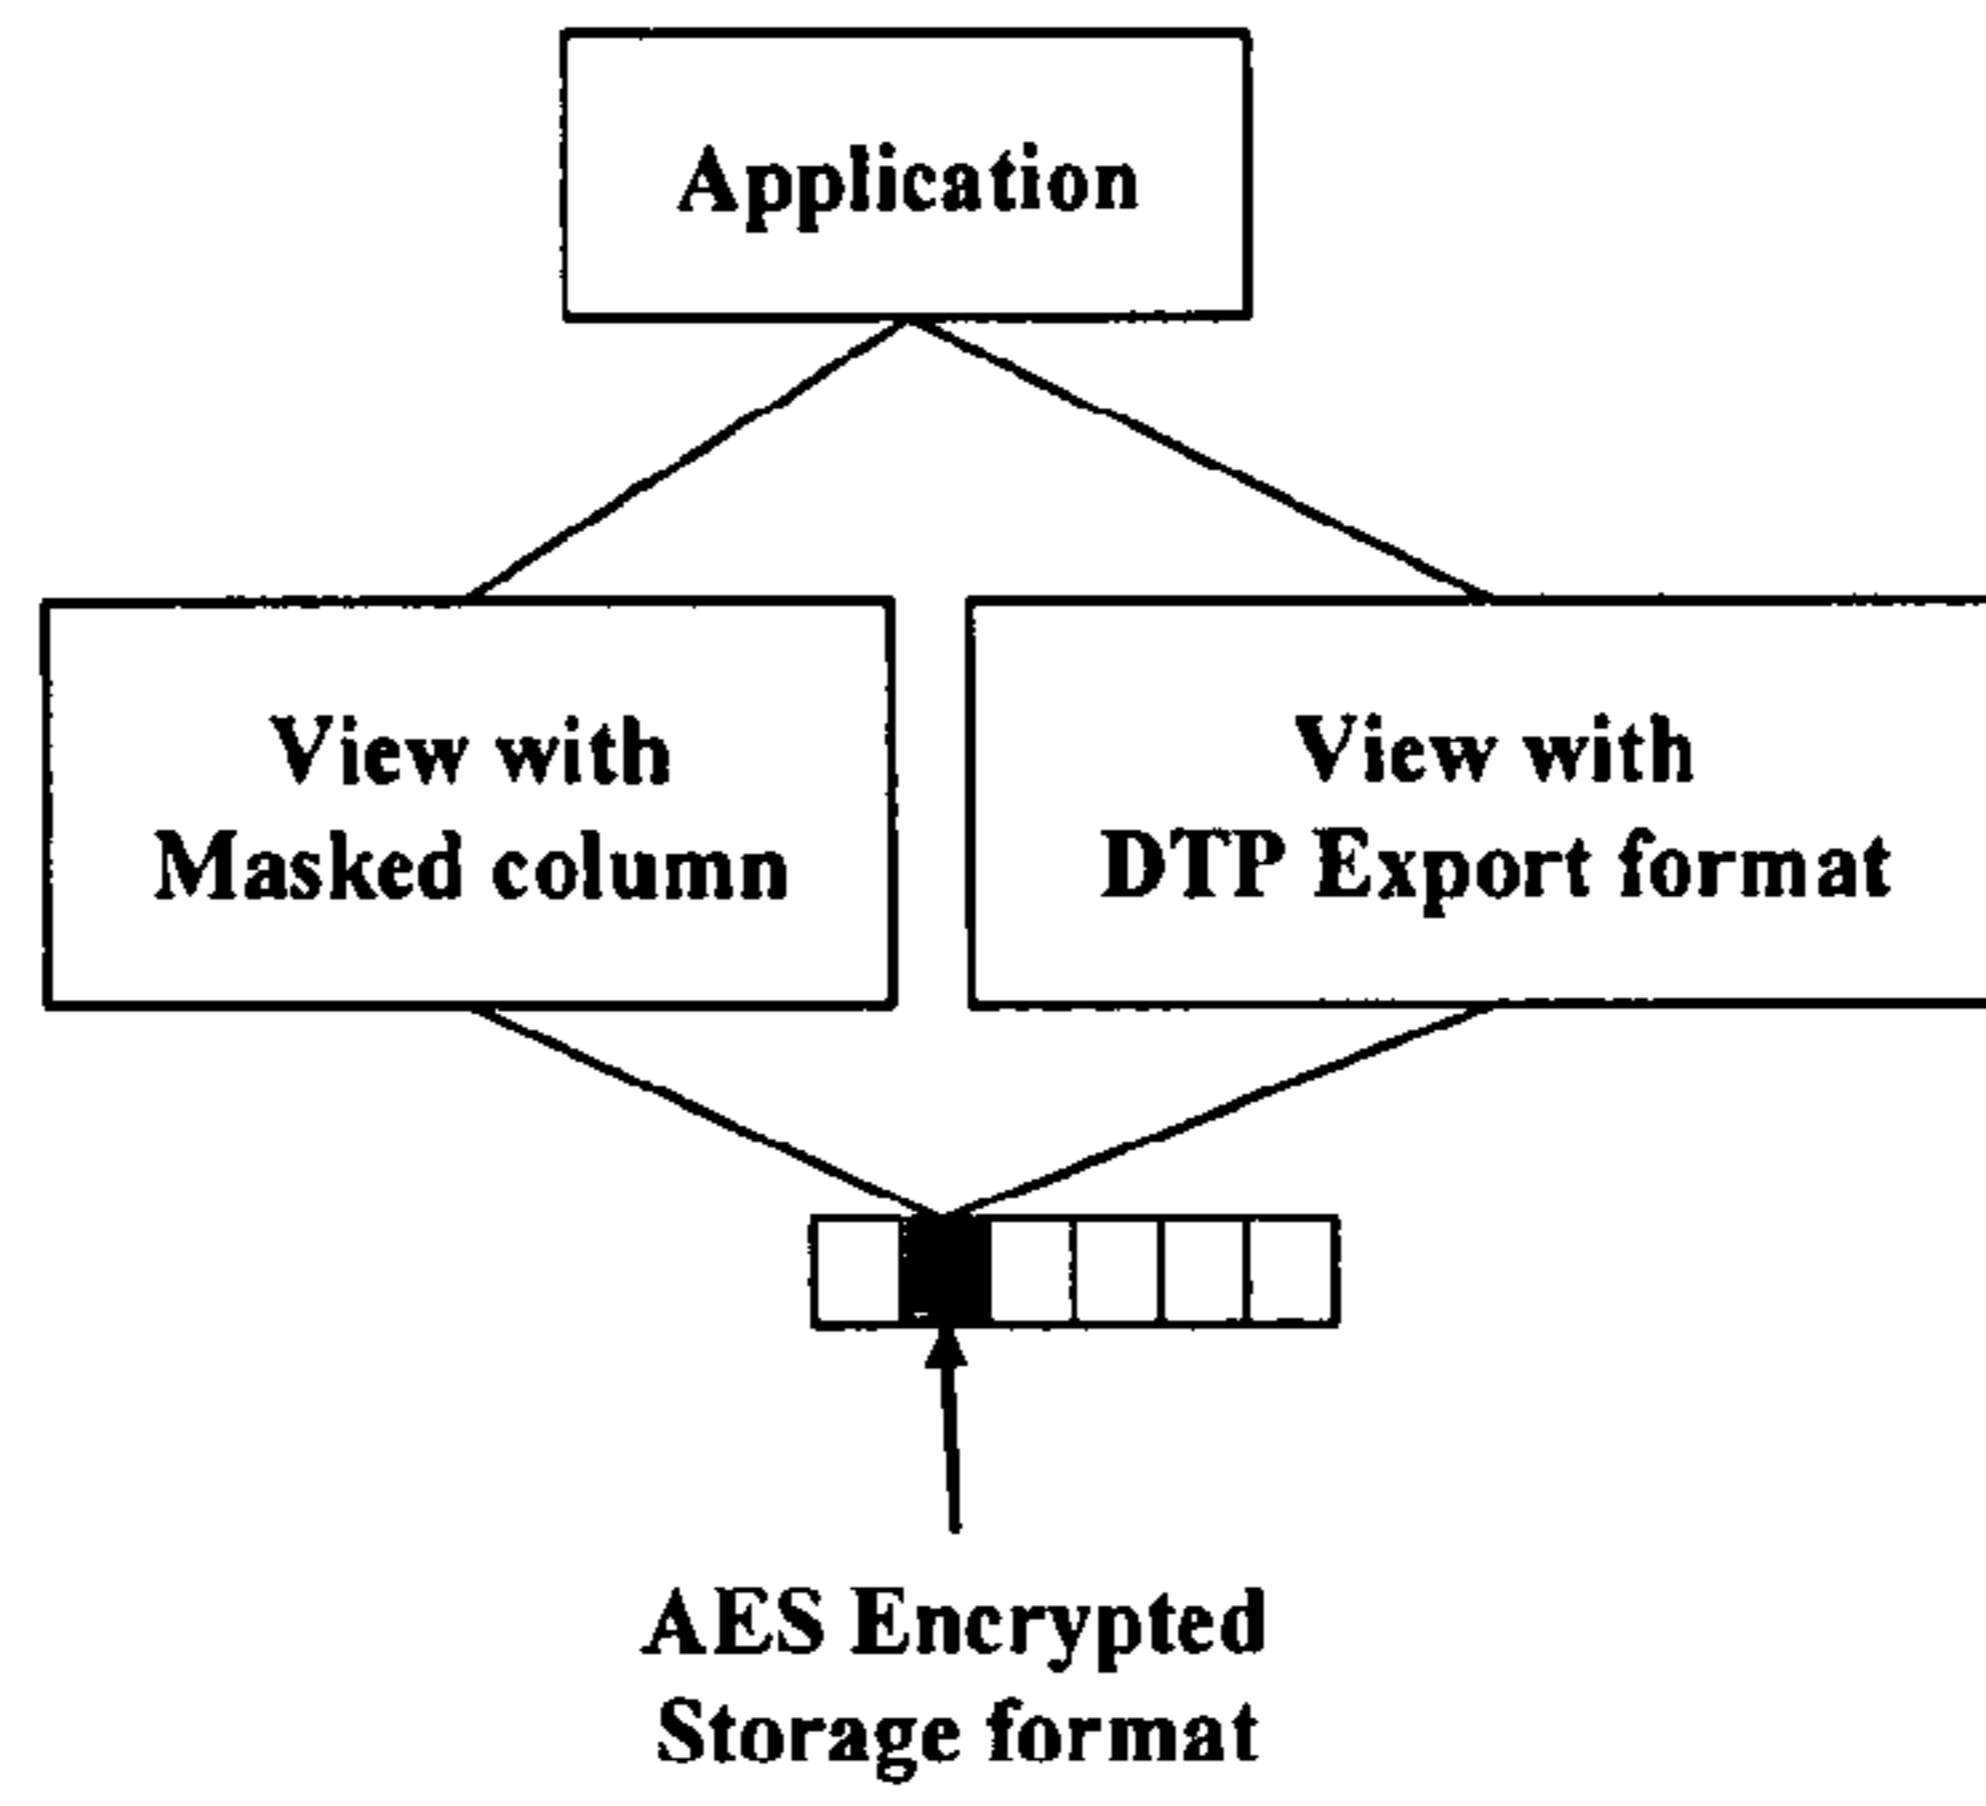 Application
View with
Masked column
View with
DTP Export format
AES Encrypted
Storage format